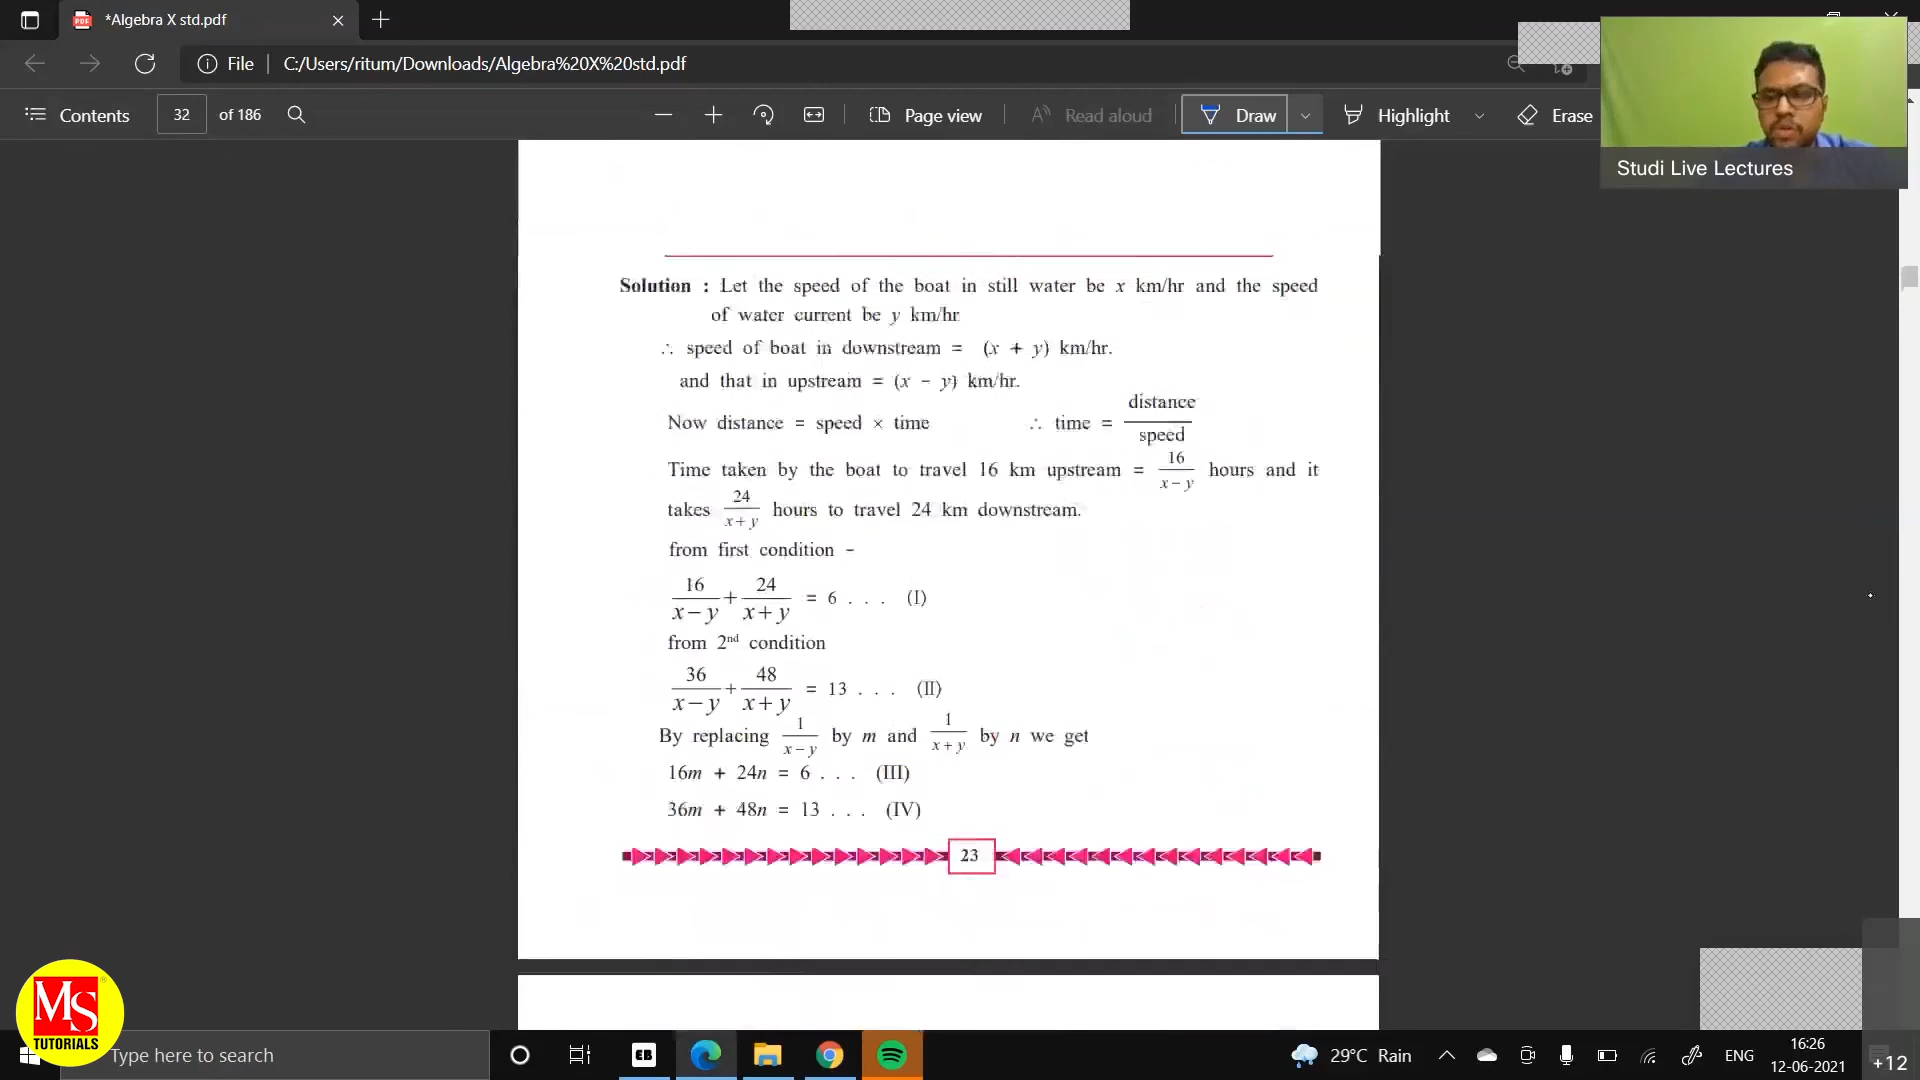 *Algebra X std.pdf
File
C:/Users/ritum/Downloads/Algebra%20X%20std.pdf
Contents
32 of 186
Page view
Read aloud
Draw
Highlight
Erase
Studi Live Lectures
Solution : Let the speed of the boat in still water be x km/hr and the speed
of water current be y km/hr
∴ speed of boat in downstream = (x + y) km/hr.
and that in upstream = (x − y) km/hr.
Now distance = speed × time ∴ time = distance / speed
Time taken by the boat to travel 16 km upstream = 16/(x − y) hours and it
takes 24/(x + y) hours to travel 24 km downstream.
from first condition -
16/(x − y) + 24/(x + y) = 6 . . . (I)
from 2nd condition
36/(x − y) + 48/(x + y) = 13 . . . (II)
By replacing 1/(x − y) by m and 1/(x + y) by n we get
16m + 24n = 6 . . . (III)
36m + 48n = 13 . . . (IV)
23
MS
TUTORIALS
Type here to search
EB
29°C Rain
ENG
16:26
12-06-2021
+12